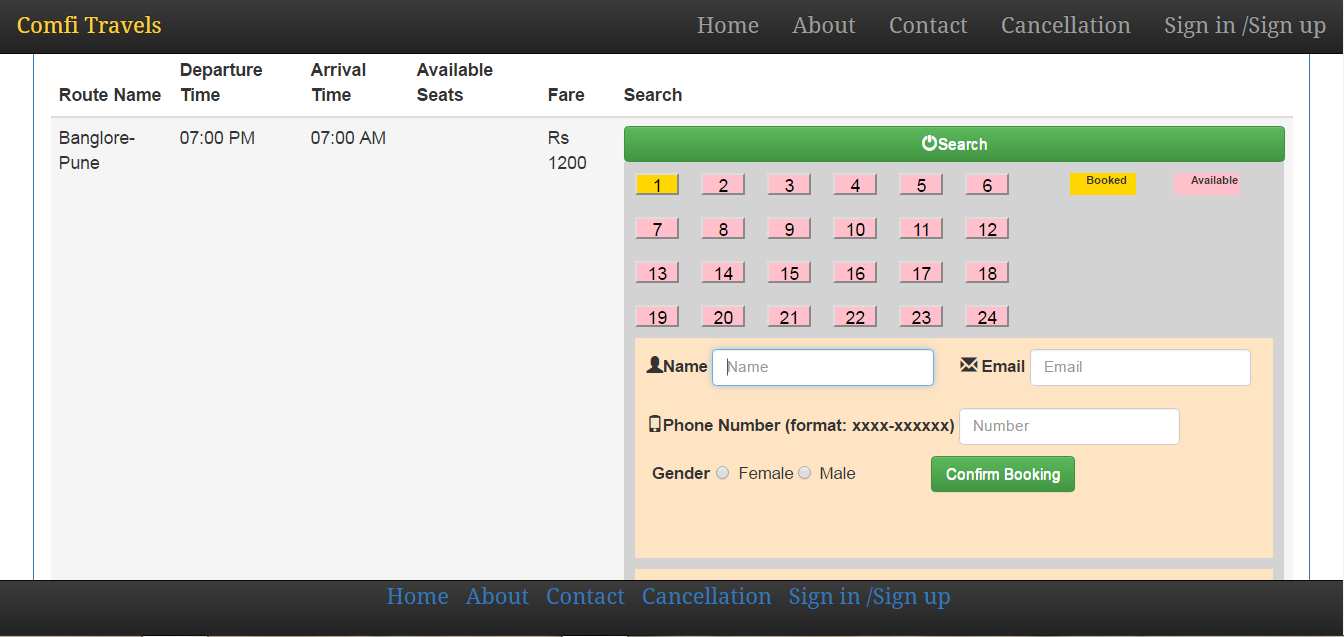 Comfi Travels Home About Contact Cancellation Sign in /Sign up
Departure Arrival Available
Route Name Time Time Seats Fare Search
Banglore- 07:00 PM 07:00 AM Rs Search
Pune 1200
1 2 3 4 5 6 Booked Available
7 8 9 10 11 12
13 14 15 16 17 18
19 20 21 22 23 24
Name Name Email Email
Phone Number (format: xxxx-xxxxxx) Number
Gender Female Male Confirm Booking
Home About Contact Cancellation Sign in /Sign up